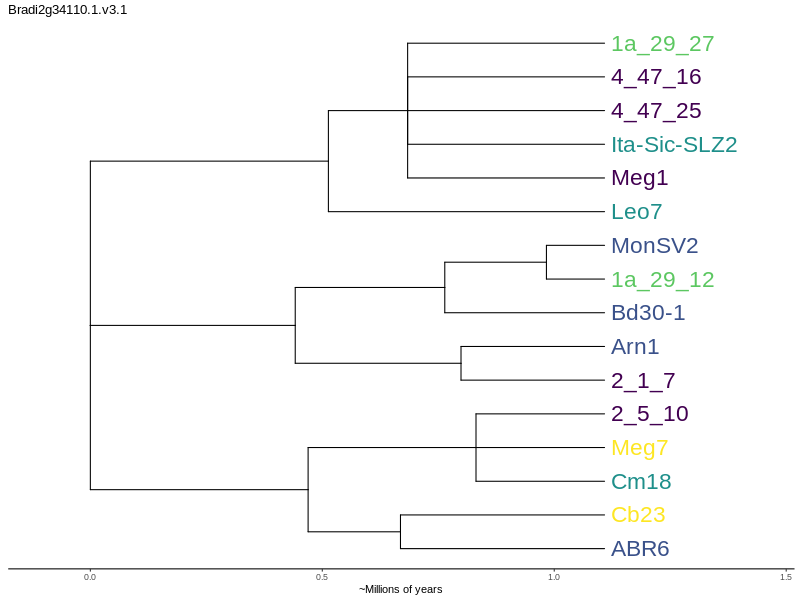 Bradi2g34110.1.v3.1
1a_29_27
4_47_16
4_47_25
Ita-Sic-SLZ2
Meg1
Leo7
MonSV2
1a_29_12
Bd30-1
Arn1
2_1_7
2_5_10
Meg7
Cm18
Cb23
ABR6
0.0 0.5 1.0 1.5
~Millions of years